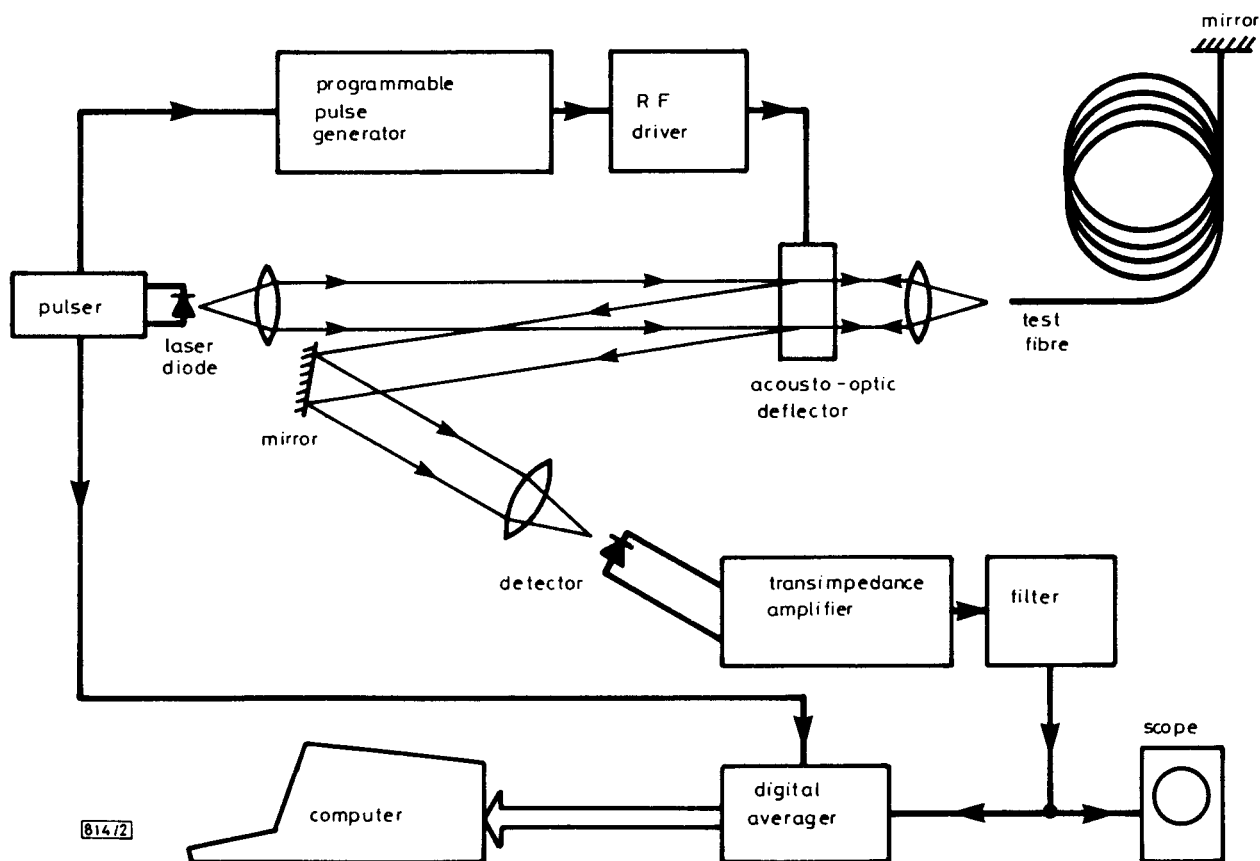 mirror
programmable
pulse
generator
RF
driver
pulser
laser
diode
test
fibre
acousto-optic
deflector
mirror
detector
transimpedance
amplifier
filter
scope
digital
averager
computer
814/2